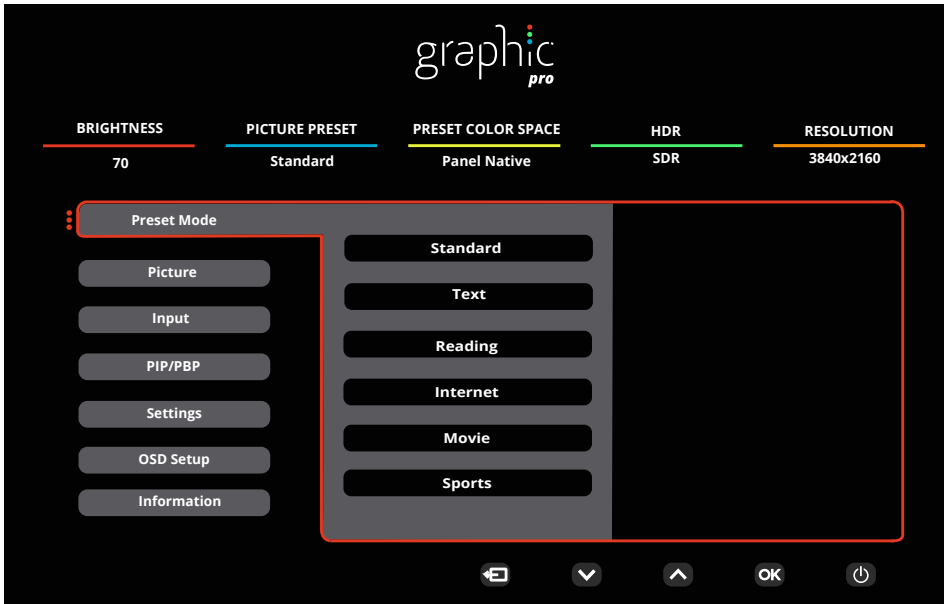 graphic
pro
BRIGHTNESS PICTURE PRESET PRESET COLOR SPACE HDR RESOLUTION
70 Standard Panel Native SDR 3840x2160
Preset Mode
Picture
Input
PIP/PBP
Settings
OSD Setup
Information
Standard
Text
Reading
Internet
Movie
Sports
OK